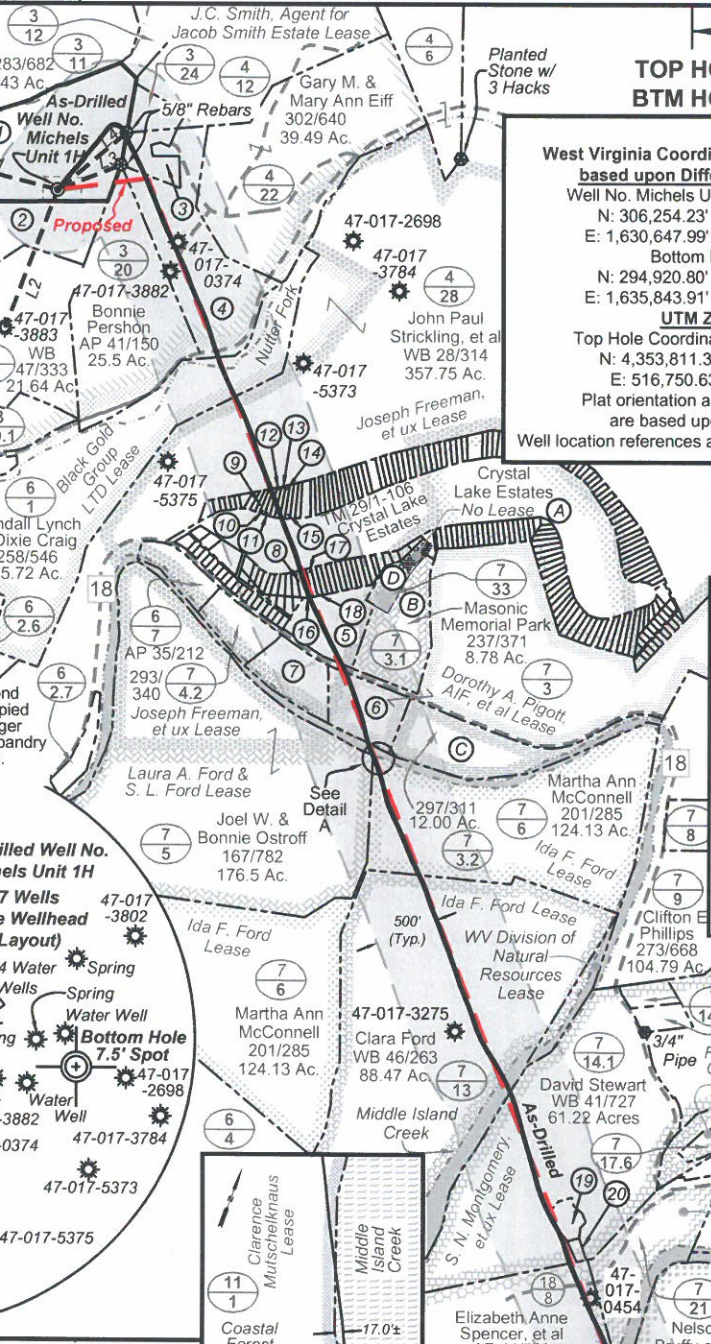 3
12
283/682
43 Ac.
3
11
J.C. Smith, Agent for
Jacob Smith Estate Lease
3
24
4
12
4
6
Planted
Stone w/
3 Hacks
TOP HO
BTM HO
As-Drilled
Well No.
Michels
Unit 1H
5/8" Rebars
Gary M. &
Mary Ann Eiff
302/640
39.49 Ac.
4
3
4
22
2
Proposed
3
3
20
47-
017-
0374
4
L2
47-017-3882
Bonnie
Pershon
AP 41/150
25.5 Ac.
47-017
-3883
WB
47/333
21.64 Ac.
Nutter Fork
47-017-2698
47-017
-3784
4
28
John Paul
Strickling, et al
WB 28/314
357.75 Ac.
47-017
-5373
West Virginia Coordi
based upon Diff
Well No. Michels U
N: 306,254.23'
E: 1,630,647.99'
Bottom
N: 294,920.80'
E: 1,635,843.91'
UTM Z
Top Hole Coordina
N: 4,353,811.3
E: 516,750.63
Plat orientation a
are based upo
Well location references a
Joseph Freeman,
et ux Lease
Black Gold
Group
LTD Lease
47-017
-5375
6
1
ndall Lynch
Dixie Craig
258/546
5.72 Ac.
6
2.6
12
13
9
14
10
11
15
17
8
TM 29/1-106
Crystal Lake
Estates
Crystal
Lake Estates
No Lease
A
D
B
7
33
Masonic
Memorial Park
237/371
8.78 Ac.
18
16
5
7
3.1
18
6
7
AP 35/212
293/
340
7
4.2
7
6
2.7
Joseph Freeman,
et ux Lease
6
Dorothy A. Pigott,
AIF, et al Lease
7
3
C
18
Laura A. Ford &
S. L. Ford Lease
See
Detail
A
297/311
12.00 Ac.
7
3.2
7
6
Martha Ann
McConnell
201/285
124.13 Ac.
7
8
7
5
Joel W. &
Bonnie Ostroff
167/782
176.5 Ac.
Ida F. Ford
Lease
7
9
Clifton E
Phillips
273/668
104.79 Ac.
Ida F. Ford Lease
500'
(Typ.)
WV Division of
Natural
Resources
Lease
Ida F. Ford
Lease
7
6
Martha Ann
McConnell
201/285
124.13 Ac.
47-017-3275
Clara Ford
WB 46/263
88.47 Ac.
7
13
7
14.1
David Stewart
WB 41/727
61.22 Acres
3/4"
Pipe
14
rilled Well No.
hels Unit 1H
7 Wells
e Wellhead
Layout)
47-017
-3802
4 Water
Wells
Spring
Spring
Water Well
Bottom Hole
7.5' Spot
47-017
-2698
Water
Well
-3882
-0374
47-017-3784
47-017-5373
47-017-5375
6
4
Middle Island
Creek
As-Drilled
S. N. Montgomery,
et ux Lease
7
17.6
19
20
Clarence
Mutschelknaus
Lease
Middle
Island
Creek
11
1
Coastal
Forest
17.0'±
18
8
Elizabeth Anne
Spencer, et al
47-
017-
0454
7
21
Nelso